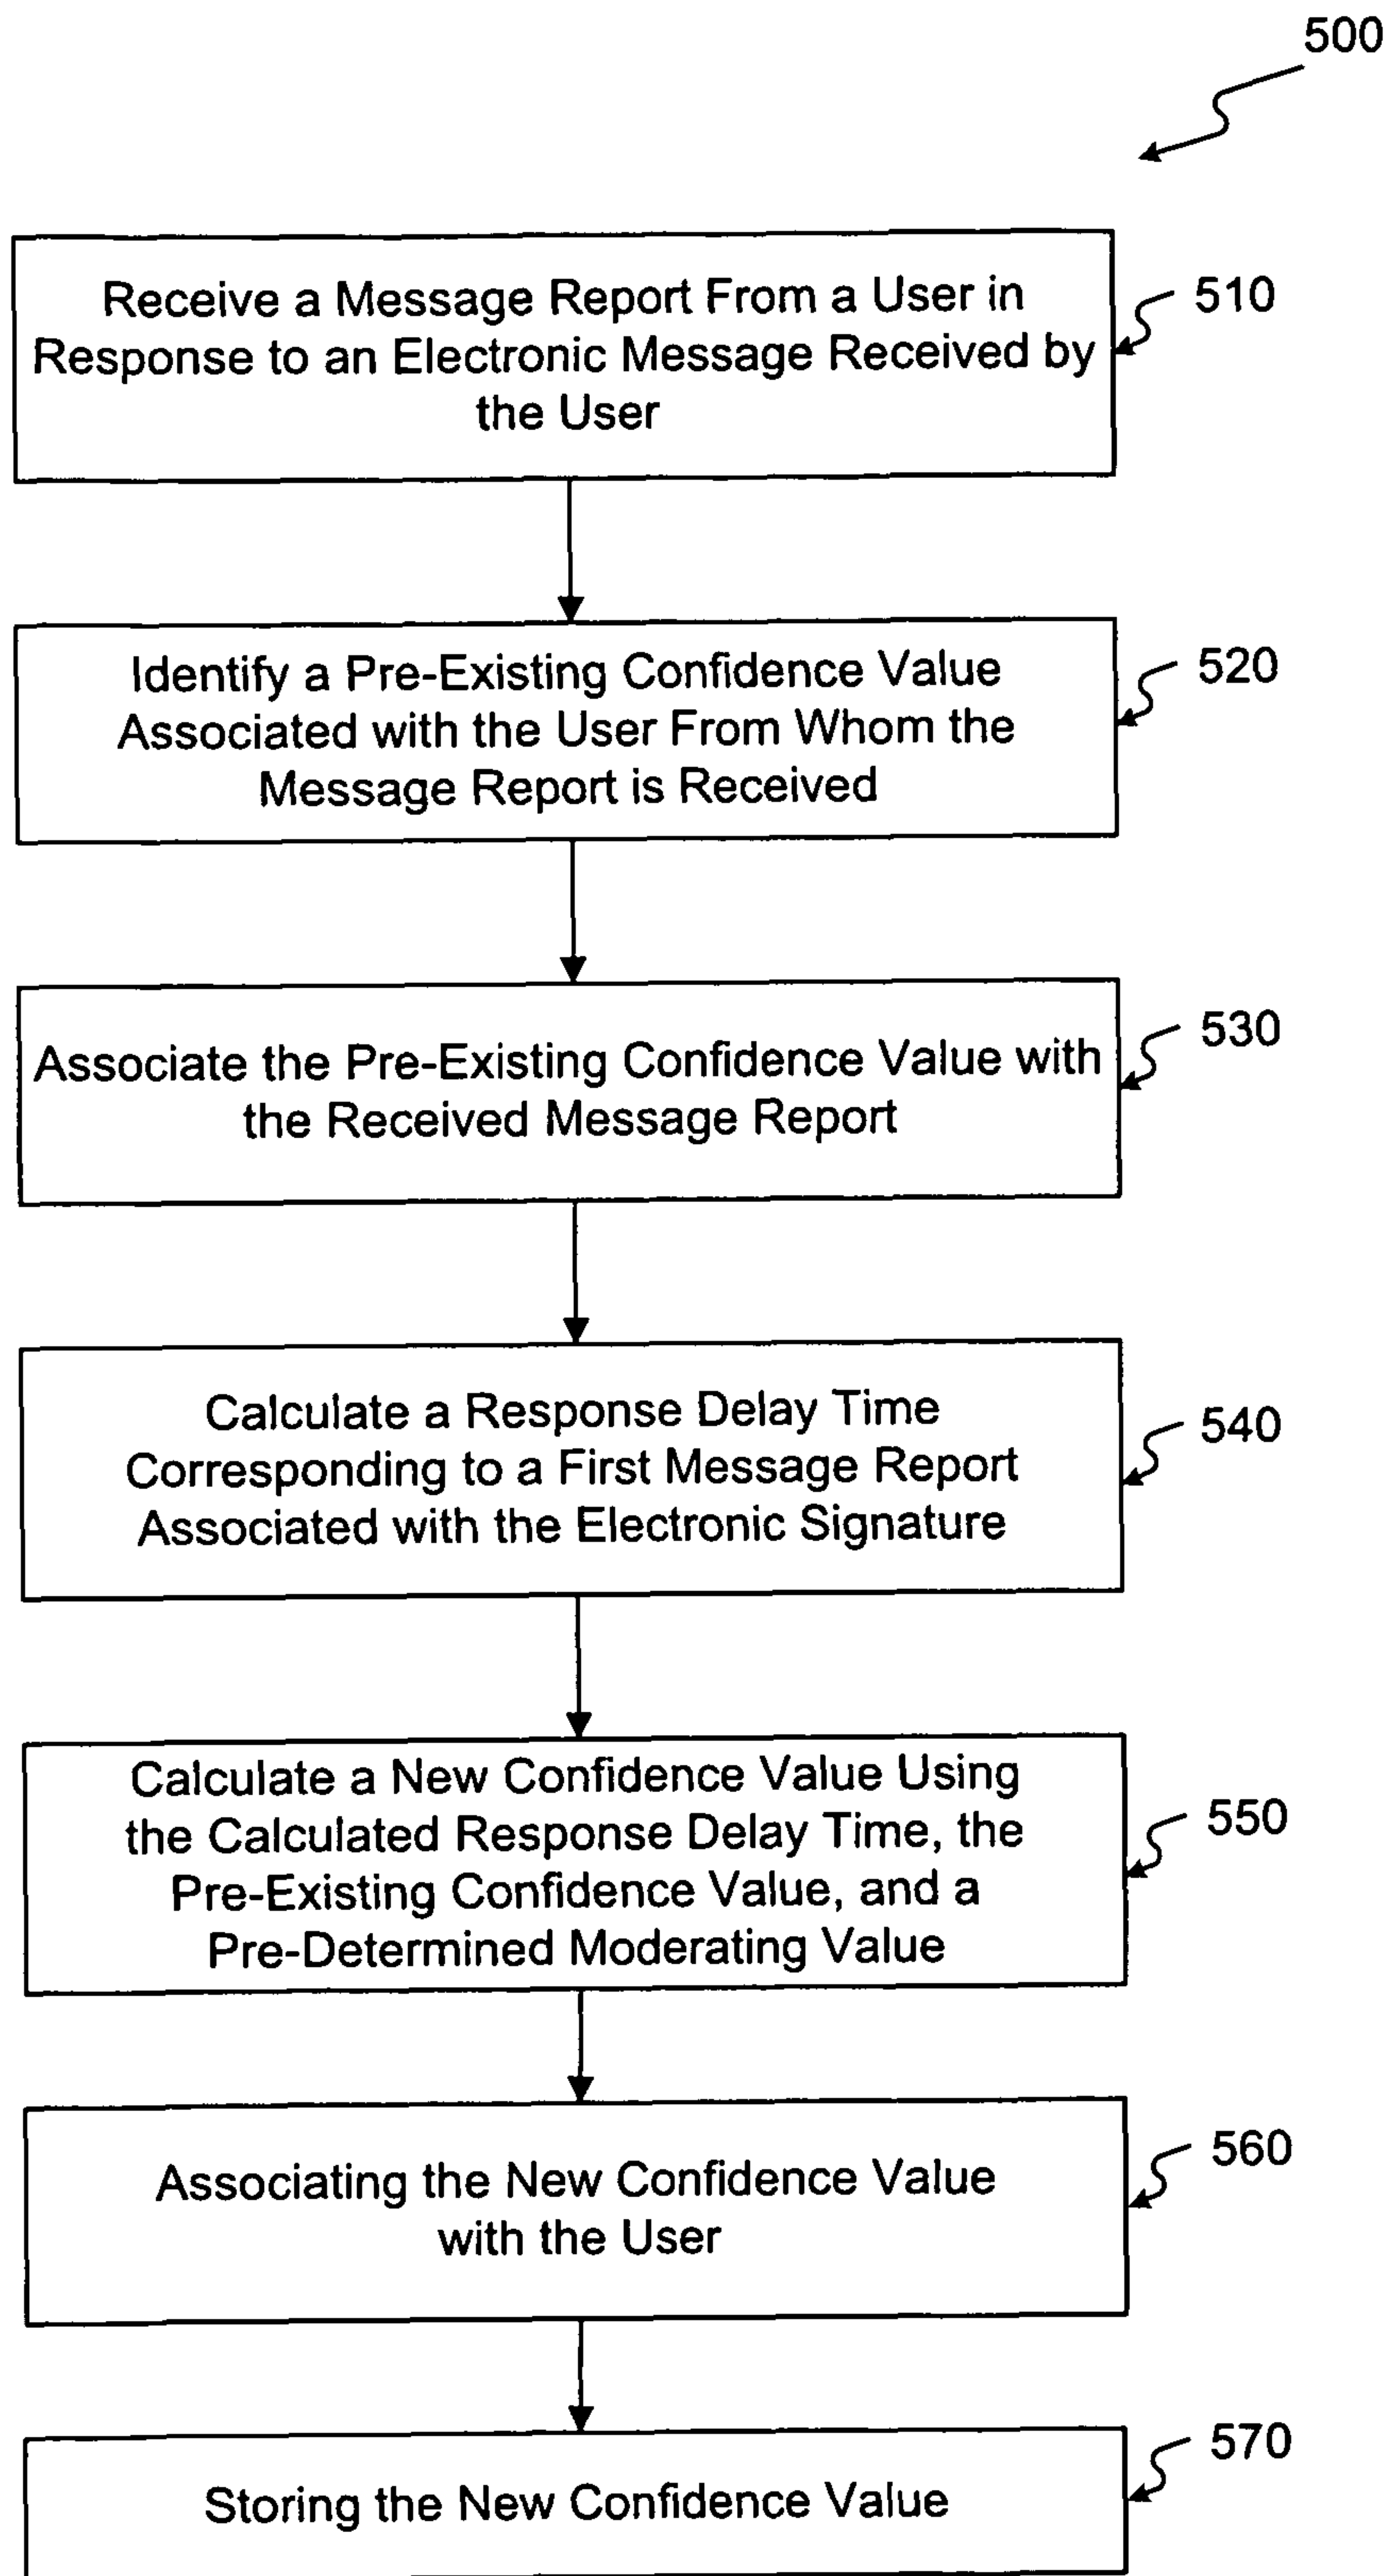 500
Receive a Message Report From a User in
Response to an Electronic Message Received by
the User
510
Identify a Pre-Existing Confidence Value
Associated with the User From Whom the
Message Report is Received
520
Associate the Pre-Existing Confidence Value with
the Received Message Report
530
Calculate a Response Delay Time
Corresponding to a First Message Report
Associated with the Electronic Signature
540
Calculate a New Confidence Value Using
the Calculated Response Delay Time, the
Pre-Existing Confidence Value, and a
Pre-Determined Moderating Value
550
Associating the New Confidence Value
with the User
560
Storing the New Confidence Value
570